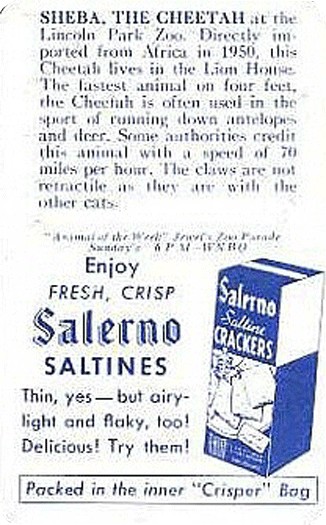 SHEBA, THE CHEETAH at the
Lincoln Park Zoo. Directly im-
ported from Africa in 1950, this
Cheetah lives in the Lion House.
The fastest animal on four feet,
the Cheetah is often used in the
sport of running down antelopes
and deer. Some authorities credit
this animal with a speed of 70
miles per hour. The claws are not
retractile as they are with the
other cats.
"Animal of the Week" Jewel's Zoo Parade
Sunday's 6 PM-WNBQ
Enjoy
FRESH, CRISP
Salerno
SALTINES
Thin, yes—but airy-
light and flaky, too!
Delicious! Try them!
Salerno
Saltine
CRACKERS
Packed in the inner "Crisper" Bag